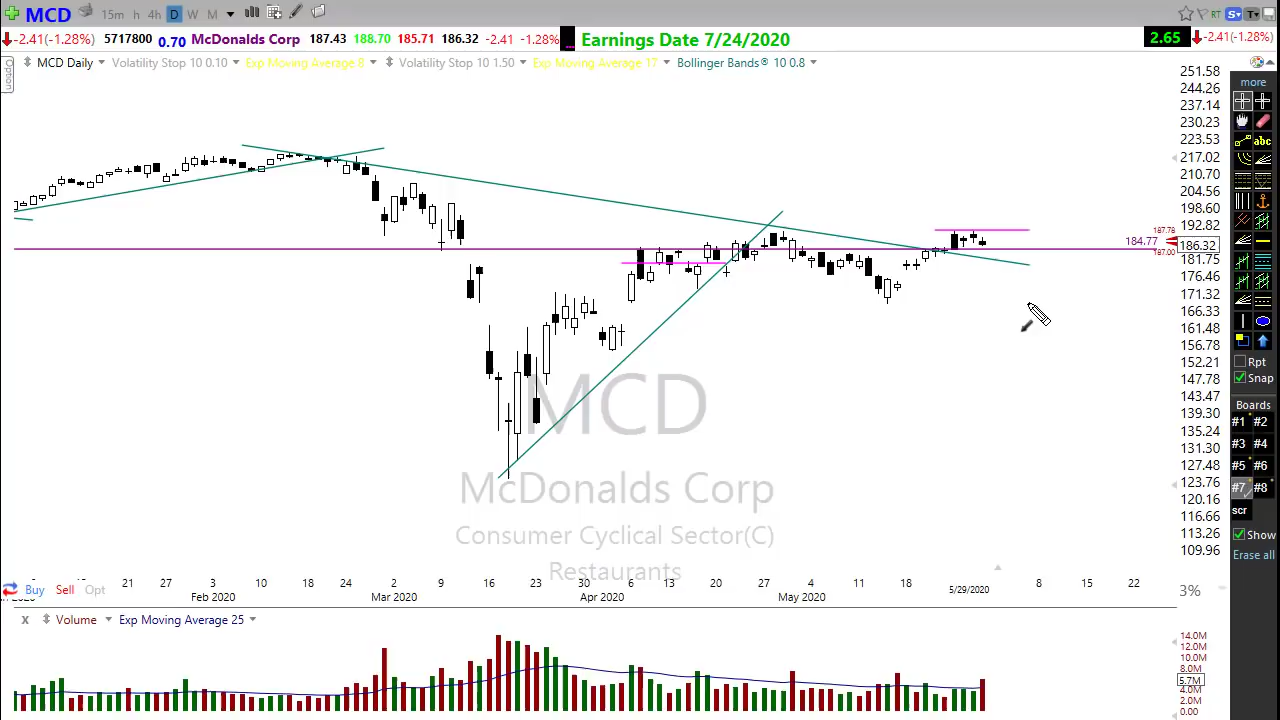 MCD 15m h 4h D W M S T RT
-2.41(-1.28%) 5717800 0.70 McDonalds Corp 187.43 188.70 185.71 186.32 -2.41 -1.28% Earnings Date 7/24/2020 2.65 -2.41(-1.28%)
Option
MCD Daily Volatility Stop 10 0.10 Exp Moving Average 8 Volatility Stop 10 1.50 Exp Moving Average 17 Bollinger Bands® 10 0.8
251.58
244.26
237.14
230.23
223.53
217.02
210.70
204.56
198.60
192.82
187.78
184.77
186.32
187.00
181.75
176.46
171.32
166.33
161.48
156.78
152.21
147.78
143.47
139.30
135.24
131.30
127.48
123.76
120.16
116.66
113.26
109.96
more
abc
Rpt
Snap
Boards
#1 #2
#3 #4
#5 #6
#7 #8
scr
Show
Erase all
MCD
McDonalds Corp
Consumer Cyclical Sector(C)
Restaurants
21 27 3 10 18 24 2 9 16 23 30 6 13 20 27 4 11 18 8 15 22
Buy Sell Opt
Feb 2020 Mar 2020 Apr 2020 May 2020 5/29/2020
3%
X Volume Exp Moving Average 25
14.0M
12.0M
10.0M
8.0M
5.7M
4.0M
2.00M
0.00